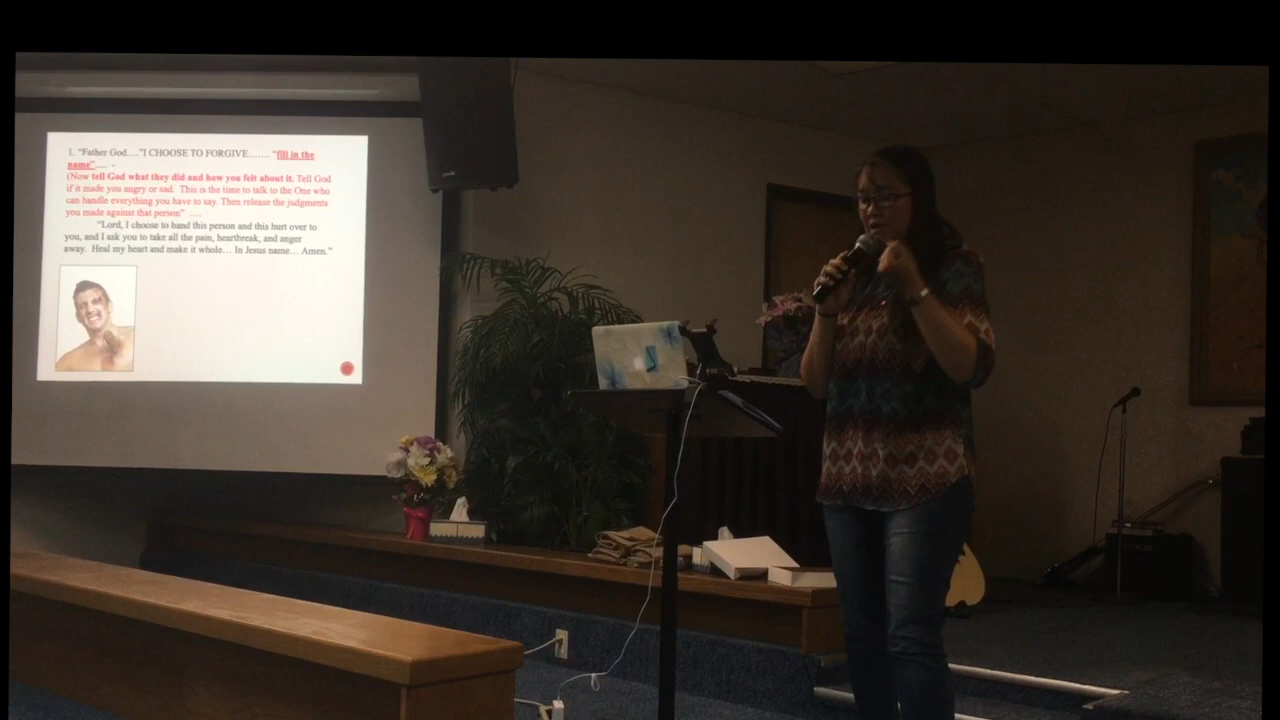 1. “Father God....”I CHOOSE TO FORGIVE……. “fill in the
name”.... -
(Now tell God what they did and how you felt about it. Tell God
if it made you angry or sad. This is the time to talk to the One who
can handle everything you have to say. Then release the judgments
you made against that person” ....
“Lord, I choose to hand this person and this hurt over to
you, and I ask you to take all the pain, heartbreak, and anger
away. Heal my heart and make it whole… In Jesus name… Amen.”